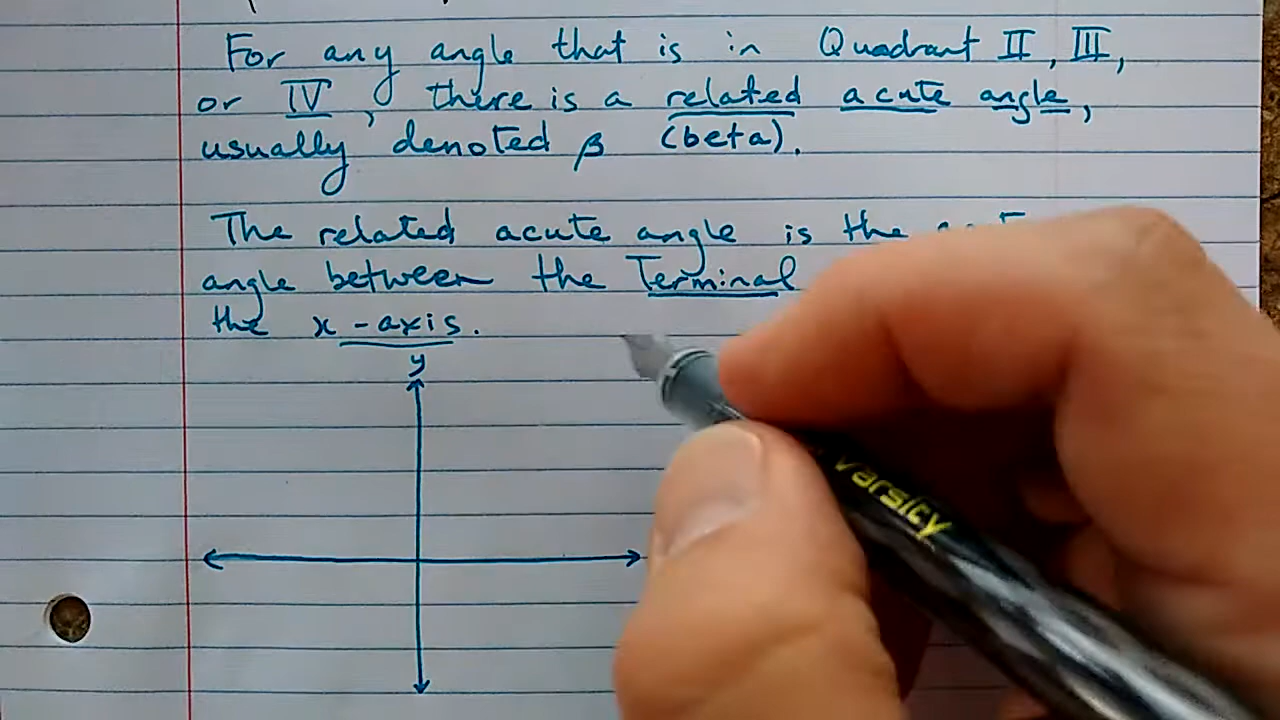 For any angle that is in Quadrant II, III,
or IV, there is a related acute angle,
usually denoted β (beta).
The related acute angle is the
angle between the Terminal
the x-axis.
y
varsity